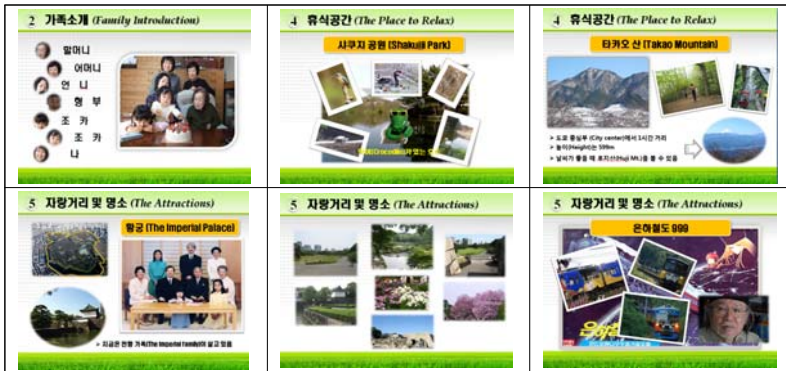 2 가족소개 (Family Introduction)
할머니
어머니
언 니
형 부
조 카
조 카
나
4 휴식공간 (The Place to Relax)
샤쿠지 공원 (Shakujii Park)
4 휴식공간 (The Place to Relax)
타카오 산 (Takao Mountain)
➢ 도쿄 중심부 (City center)에서 1시간 거리
➢ 높이(Height)는 599m
➢ 날씨가 좋을 때 후지산(Huji Mt.)을 볼 수 있음
5 자랑거리 및 명소 (The Attractions)
황궁 (The Imperial Palace)
➢ 지금은 천황 가족(The Imperial family)이 살고 있음
5 자랑거리 및 명소 (The Attractions)
5 자랑거리 및 명소 (The Attractions)
은하철도 999
은하철